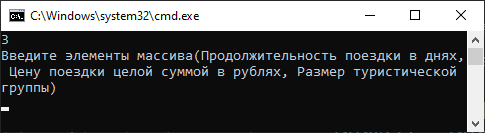 C:\Windows\system32\cmd.exe
3
Введите элементы массива(Продолжительность поездки в днях,
Цену поездки целой суммой в рублях, Размер туристической
группы)